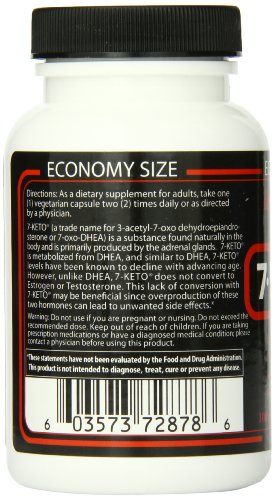 ECONOMY SIZE
Directions: As a dietary supplement for adults, take one
(1) vegetarian capsule two (2) times daily or as directed
by a physician.
7-KETO® (a trade name for 3-acetyl-7-oxo dehydroepiandro-
sterone or 7-oxo-DHEA) is a substance found naturally in the
body and is primarily produced by the adrenal glands. 7-KETO®
is metabolized from DHEA, and similar to DHEA, 7-KETO®
levels have been known to decline with advancing age.
However, unlike DHEA, 7-KETO® does not convert to
Estrogen or Testosterone. This lack of conversion with
7-KETO® may be beneficial since overproduction of these
two hormones can lead to unwanted side effects.*
Warning: Do not use if you are pregnant or nursing. Do not exceed the
recommended dose. Keep out of reach of children. If you are taking
prescription medications or have a diagnosed medical condition; please
contact a physician before using this product.
*These statements have not been evaluated by the Food and Drug Administration.
This product is not intended to diagnose, treat, cure or prevent any disease.
6 03573 72878 6
7